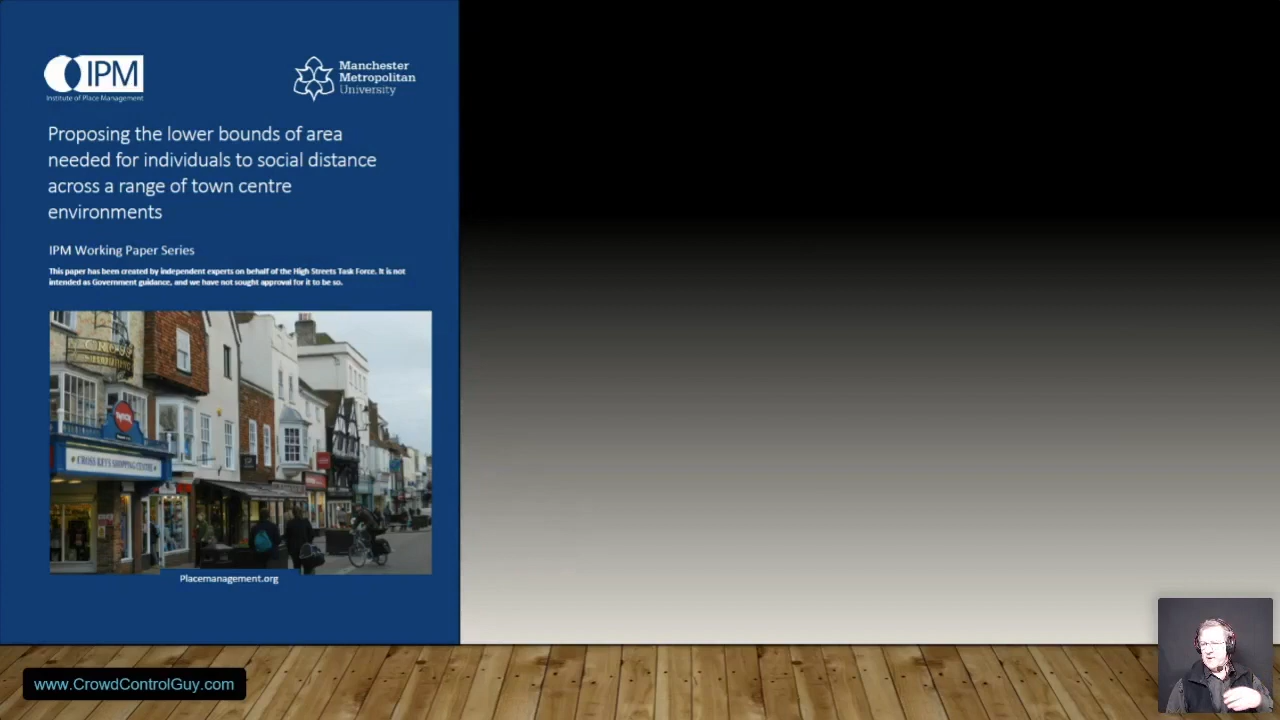 IPM
Institute of Place Management
Manchester
Metropolitan
University
Proposing the lower bounds of area
needed for individuals to social distance
across a range of town centre
environments
IPM Working Paper Series
This paper has been created by independent experts on behalf of the High Streets Task Force. It is not
intended as Government guidance, and we have not sought approval for it to be so.
CROSS KEYS SHOPPING CENTRE
Placemanagement.org
www.CrowdControlGuy.com